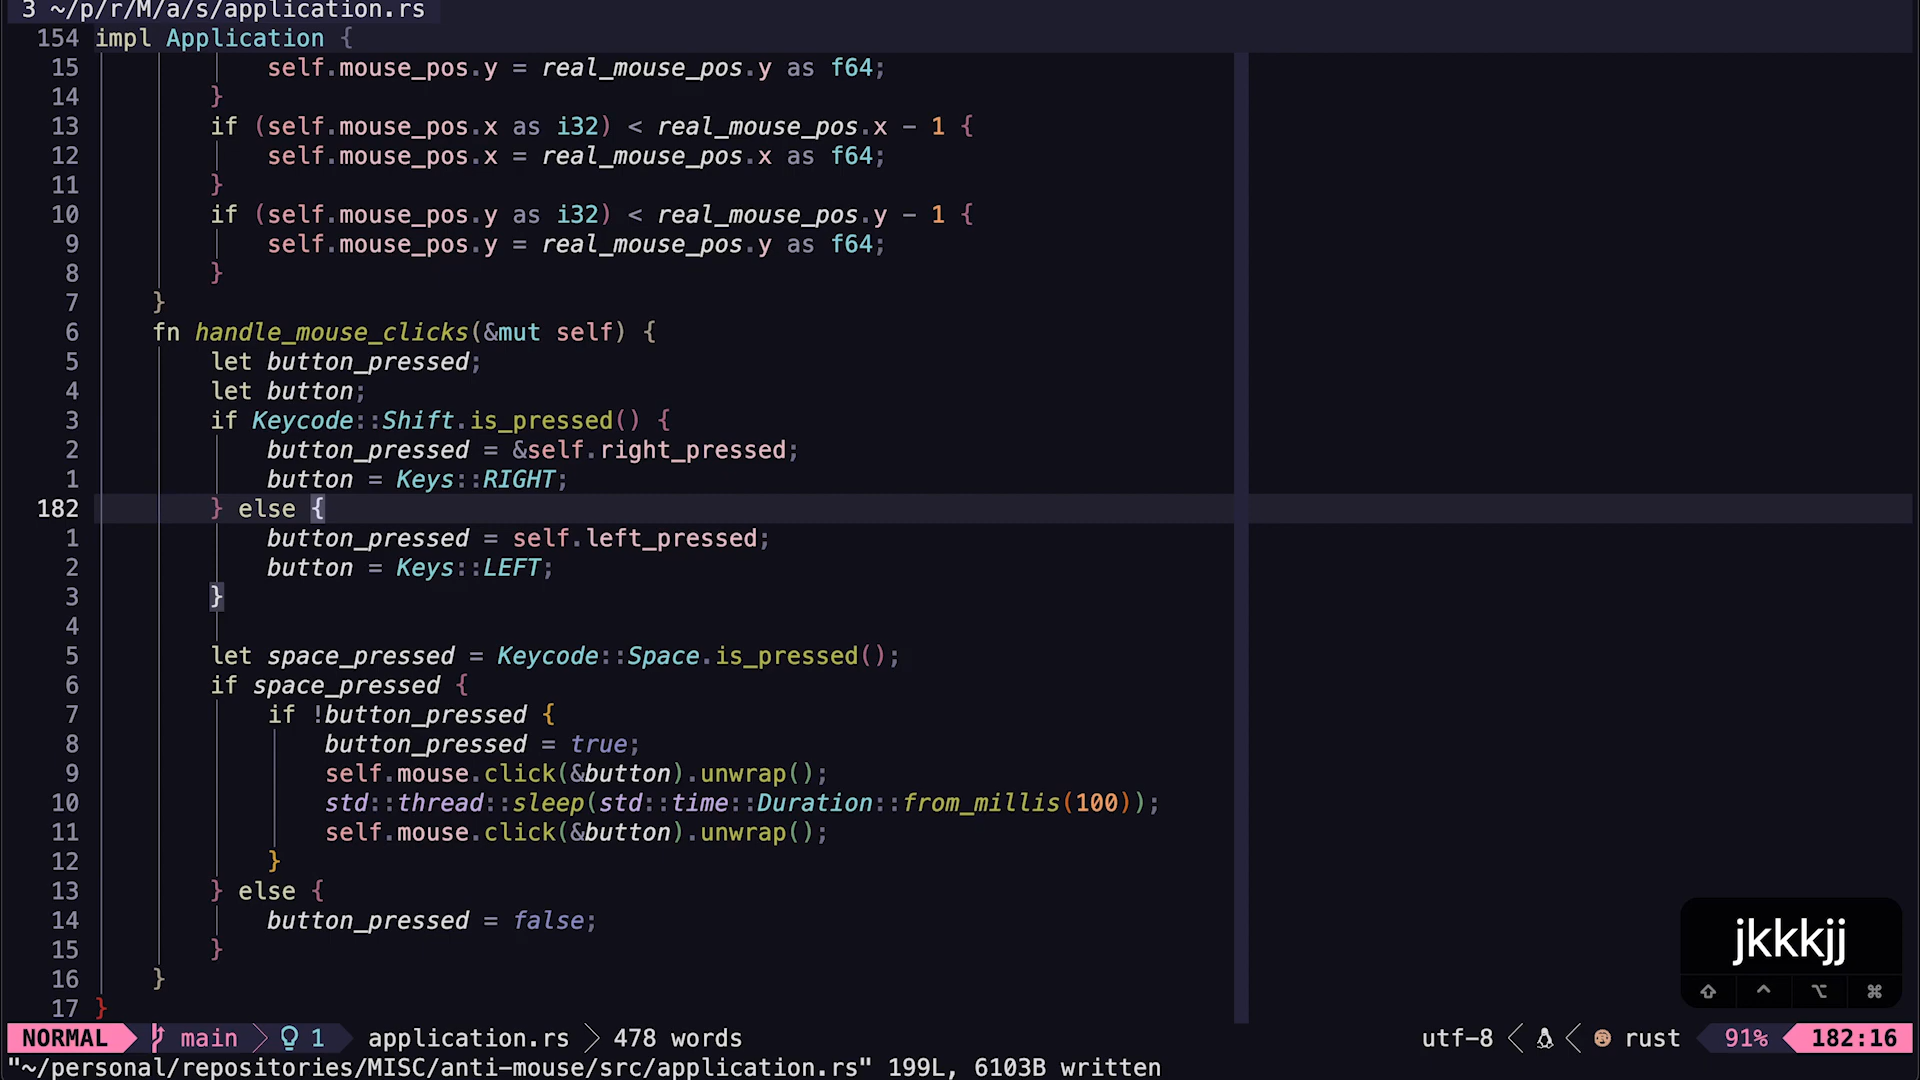 3 ~/p/r/M/a/s/application.rs
154 impl Application {
15 self.mouse_pos.y = real_mouse_pos.y as f64;
14 }
13 if (self.mouse_pos.x as i32) < real_mouse_pos.x - 1 {
12 self.mouse_pos.x = real_mouse_pos.x as f64;
11 }
10 if (self.mouse_pos.y as i32) < real_mouse_pos.y - 1 {
9 self.mouse_pos.y = real_mouse_pos.y as f64;
8 }
7 }
6 fn handle_mouse_clicks(&mut self) {
5 let button_pressed;
4 let button;
3 if Keycode::Shift.is_pressed() {
2 button_pressed = &self.right_pressed;
1 button = Keys::RIGHT;
182 } else {
1 button_pressed = self.left_pressed;
2 button = Keys::LEFT;
3 }
4
5 let space_pressed = Keycode::Space.is_pressed();
6 if space_pressed {
7 if !button_pressed {
8 button_pressed = true;
9 self.mouse.click(&button).unwrap();
10 std::thread::sleep(std::time::Duration::from_millis(100));
11 self.mouse.click(&button).unwrap();
12 }
13 } else {
14 button_pressed = false;
15 }
16 }
17 }
jkkkjj
⇧ ^ ⌥ ⌘
NORMAL main 1 application.rs 478 words utf-8 rust 91% 182:16
"~/personal/repositories/MISC/anti-mouse/src/application.rs" 199L, 6103B written